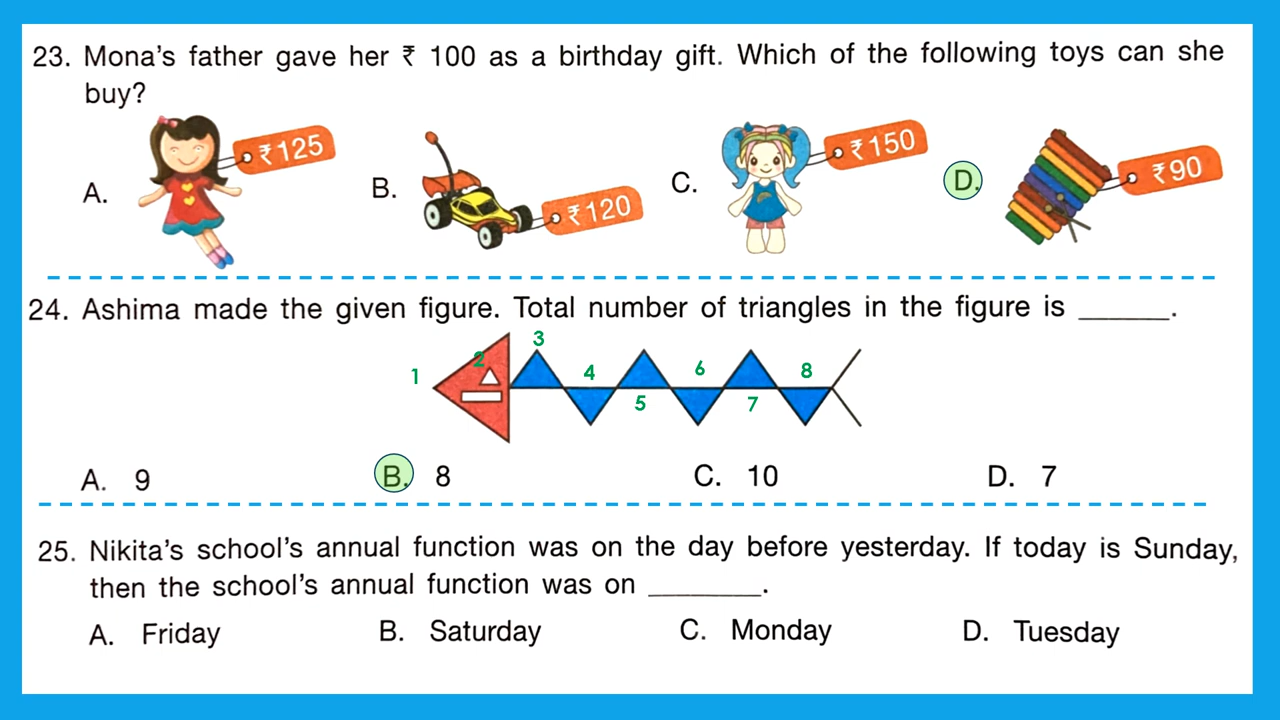 23. Mona's father gave her ₹ 100 as a birthday gift. Which of the following toys can she
buy?
A. ₹125 B. ₹120 C. ₹150 D. ₹90
24. Ashima made the given figure. Total number of triangles in the figure is ______.
1 2 3 4 5 6 7 8
A. 9 B. 8 C. 10 D. 7
25. Nikita's school's annual function was on the day before yesterday. If today is Sunday,
then the school's annual function was on _______.
A. Friday B. Saturday C. Monday D. Tuesday